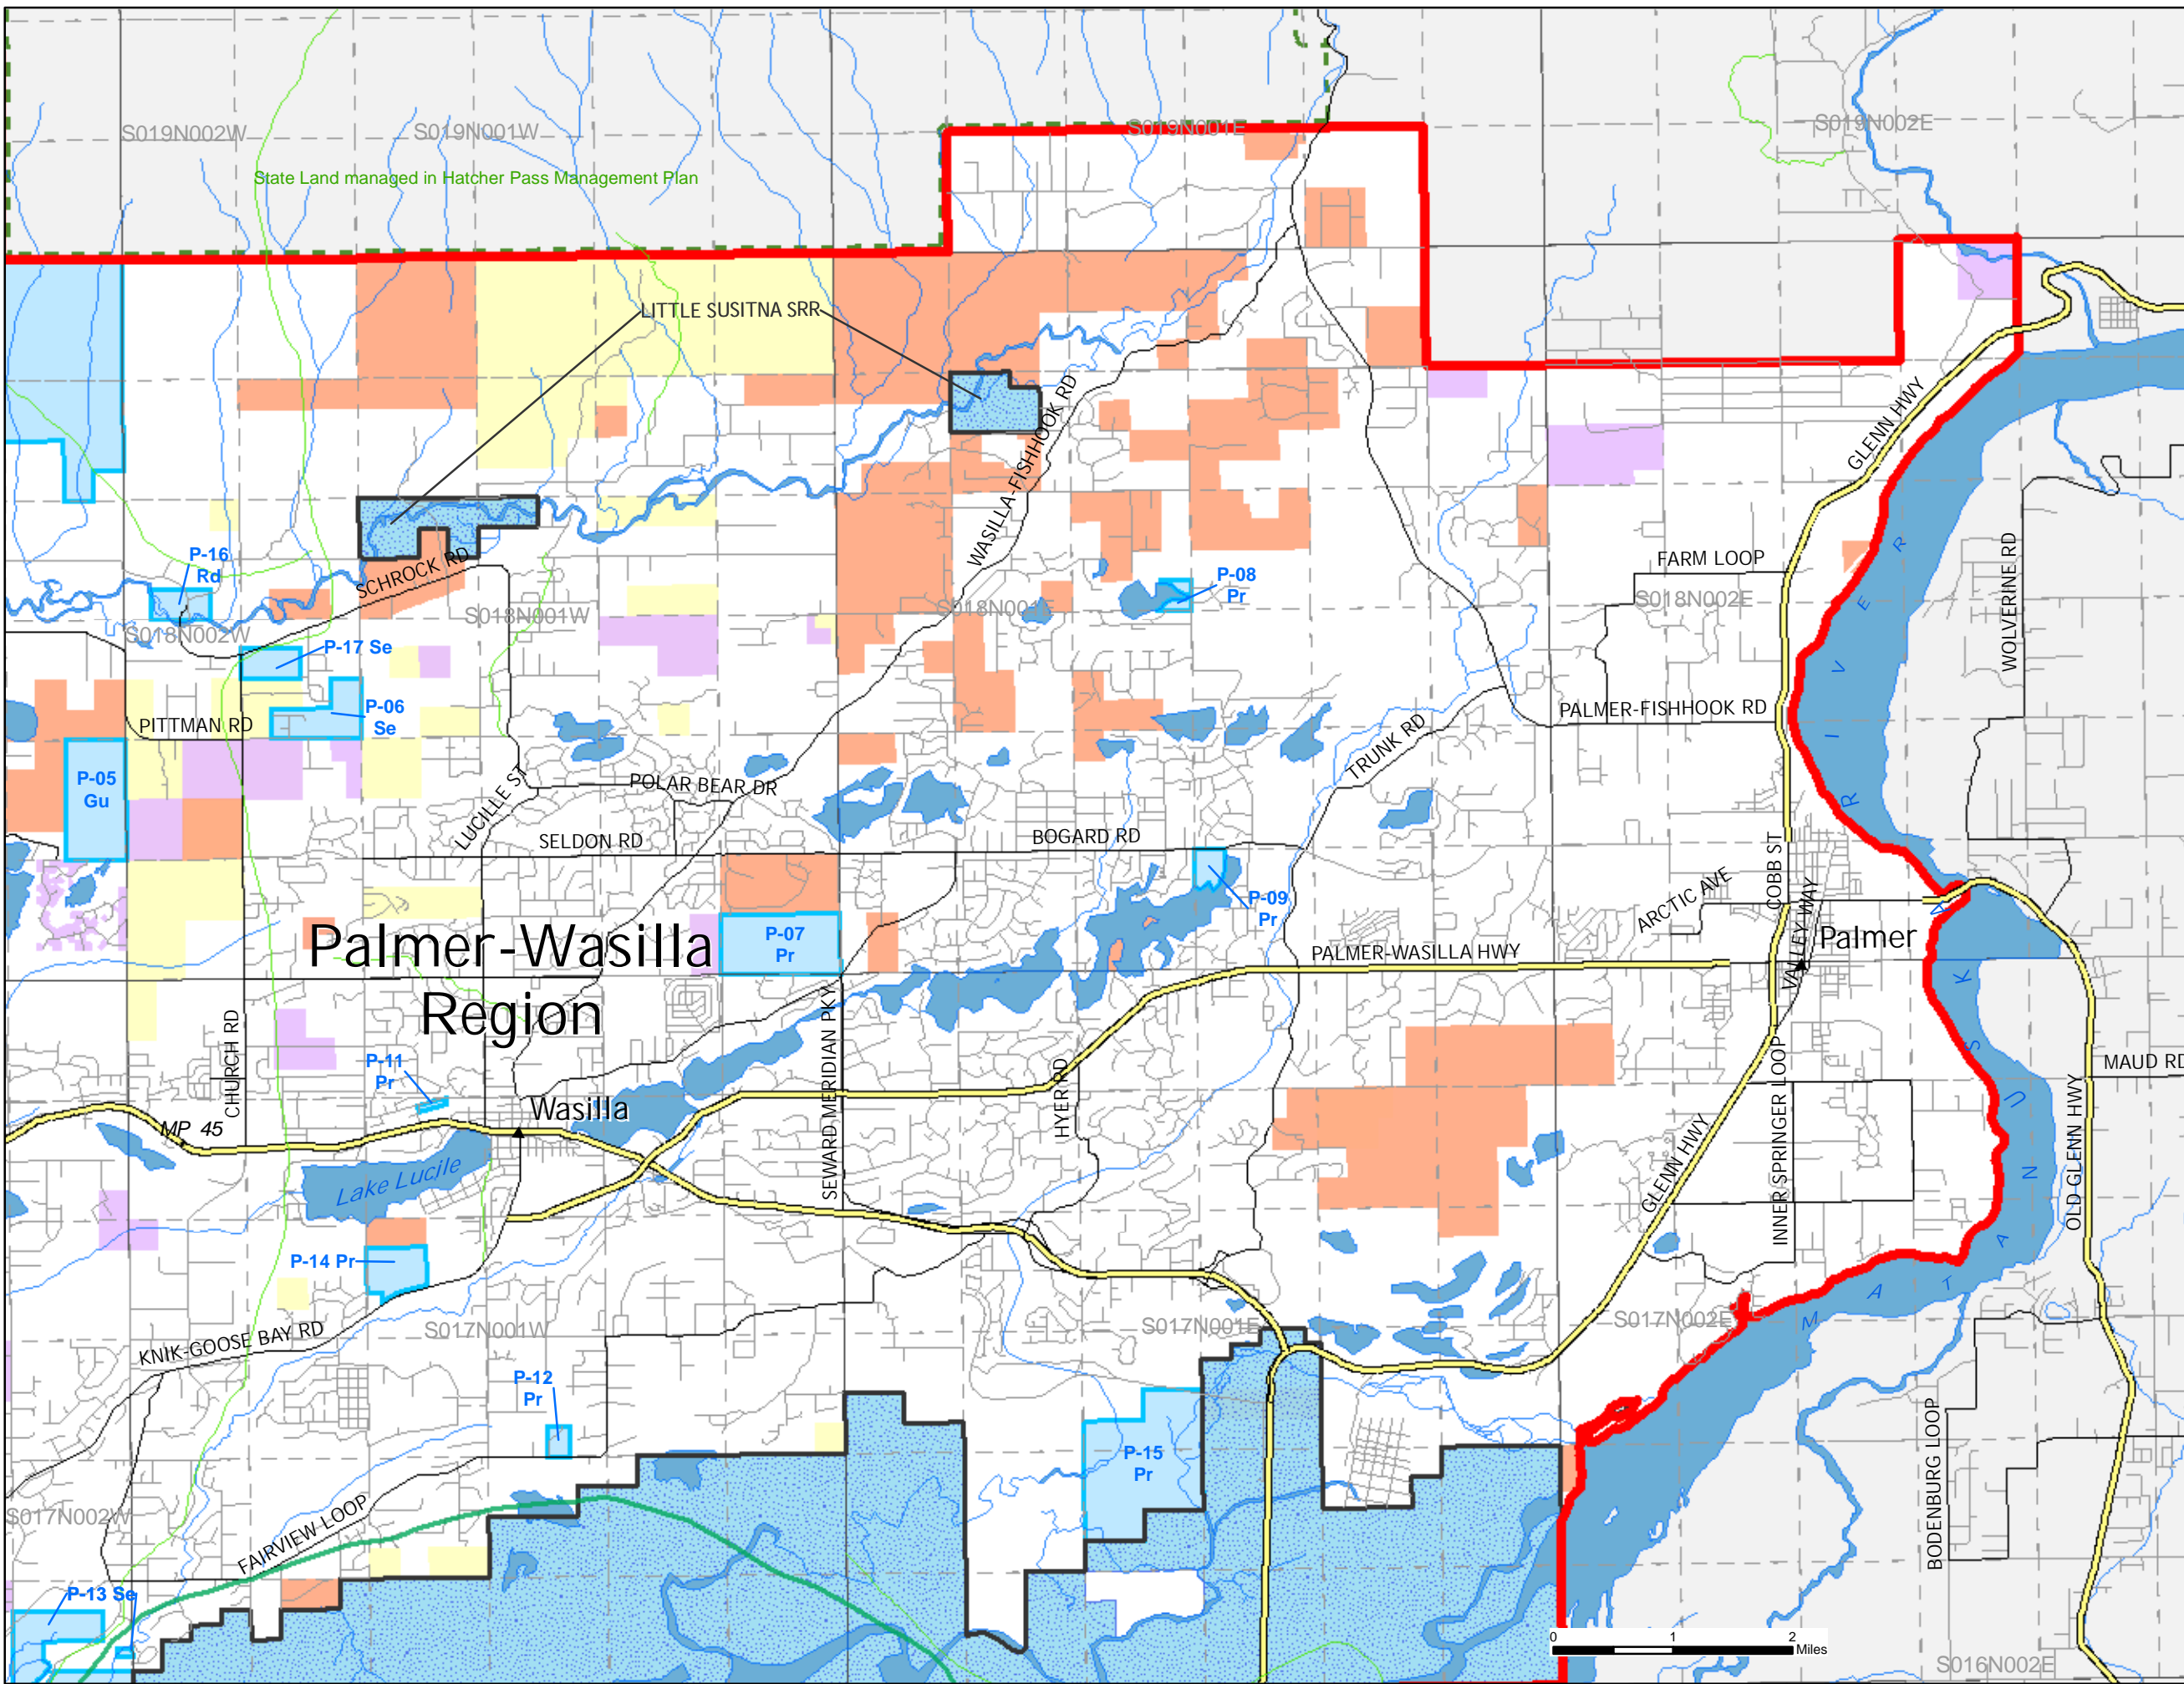 S019N002W
S019N001W
S019N001E
S019N002E
State Land managed in Hatcher Pass Management Plan
LITTLE SUSITNA SRR
GLENN HWY
WASILLA-FISHHOOK RD
P-16
Rd
SCHROCK RD
S018N002W
S018N001W
S018N001E
P-08
Pr
FARM LOOP
S018N002E
WOLVERINE RD
P-17 Se
P-06
Se
PITTMAN RD
PALMER-FISHHOOK RD
TRUNK RD
P-05
Gu
POLAR BEAR DR
LUCILLE ST
SELDON RD
BOGARD RD
COBB ST
VALLEY WAY
ARCTIC AVE
P-09
Pr
P-07
Pr
Palmer-Wasilla
Region
PALMER-WASILLA HWY
Palmer
MATANUSKA RIVER
CHURCH RD
P-11
Pr
Wasilla
MP 45
SEWARD MERIDIAN PKY
HYER RD
INNER SPRINGER LOOP
GLENN HWY
OLD GLENN HWY
MAUD RD
Lake Lucile
P-14 Pr
KNIK-GOOSE BAY RD
S017N001W
S017N001E
S017N002E
P-12
Pr
P-15
Pr
BODENBURG LOOP
S017N002W
FAIRVIEW LOOP
P-13 Se
0 1 2
Miles
S016N002E